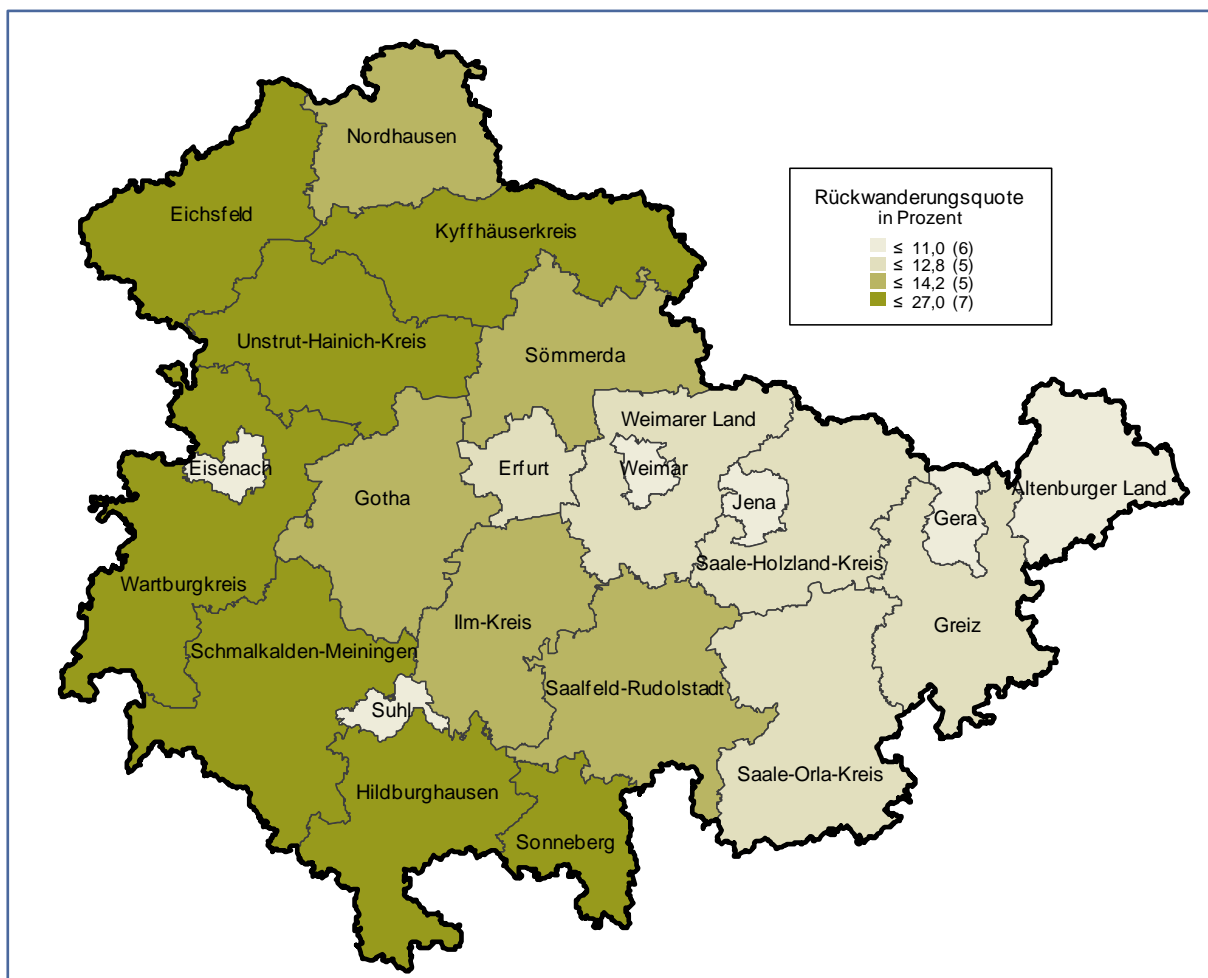 Nordhausen
Eichsfeld
Kyffhäuserkreis
Rückwanderungsquote
in Prozent
≤ 11,0 (6)
≤ 12,8 (5)
≤ 14,2 (5)
≤ 27,0 (7)
Unstrut-Hainich-Kreis
Sömmerda
Weimarer Land
Eisenach
Erfurt
Weimar
Gotha
Jena
Gera
Altenburger Land
Saale-Holzland-Kreis
Wartburgkreis
Ilm-Kreis
Greiz
Schmalkalden-Meiningen
Saalfeld-Rudolstadt
Suhl
Saale-Orla-Kreis
Hildburghausen
Sonneberg